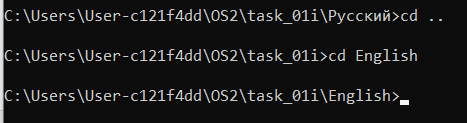 C:\Users\User-c121f4dd\OS2\task_01i\Русский>cd ..
C:\Users\User-c121f4dd\OS2\task_01i>cd English
C:\Users\User-c121f4dd\OS2\task_01i\English>